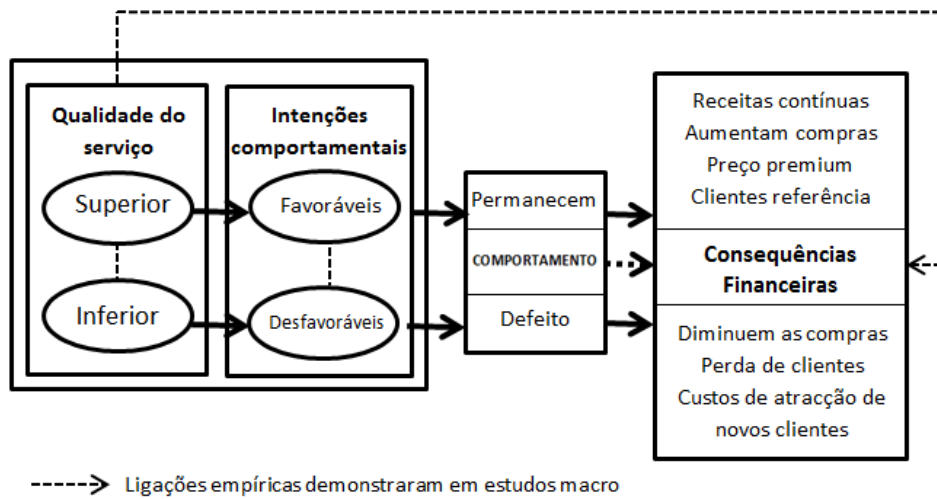 Qualidade do
serviço
Superior
Inferior
Intenções
comportamentais
Favoráveis
Desfavoráveis
Permanecem
COMPORTAMENTO
Defeito
Receitas contínuas
Aumentam compras
Preço premium
Clientes referência
Consequências
Financeiras
Diminuem as compras
Perda de clientes
Custos de atracção de
novos clientes
Ligações empíricas demonstraram em estudos macro